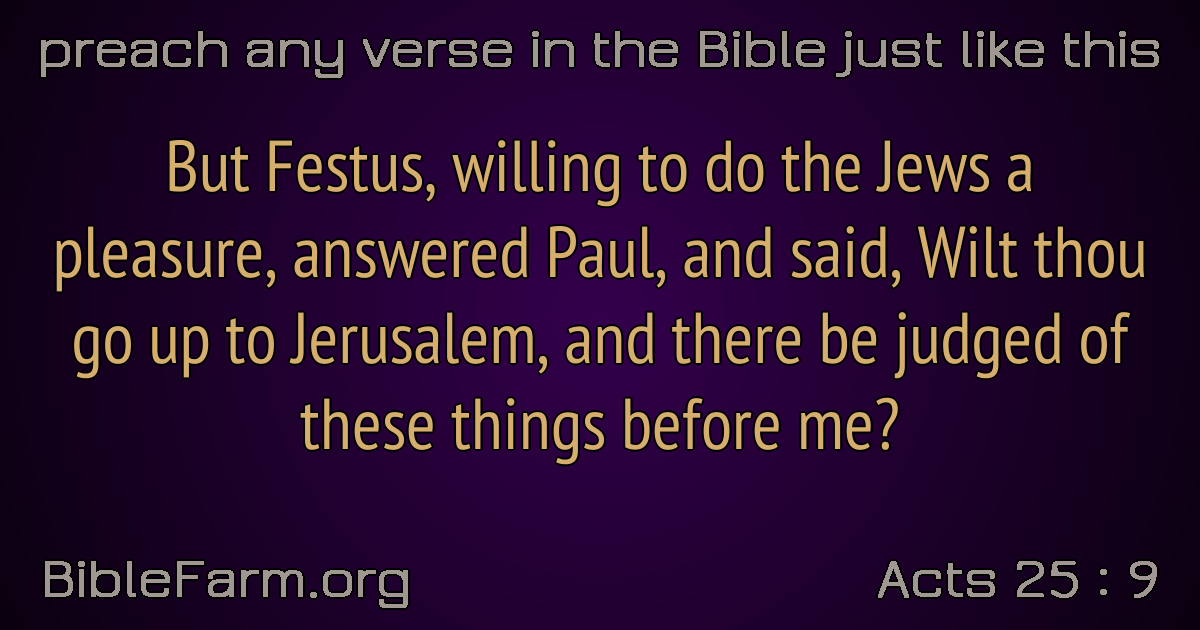 preach any verse in the Bible just like this
But Festus, willing to do the Jews a
pleasure, answered Paul, and said, Wilt thou
go up to Jerusalem, and there be judged of
these things before me?
BibleFarm.org
Acts 25 : 9